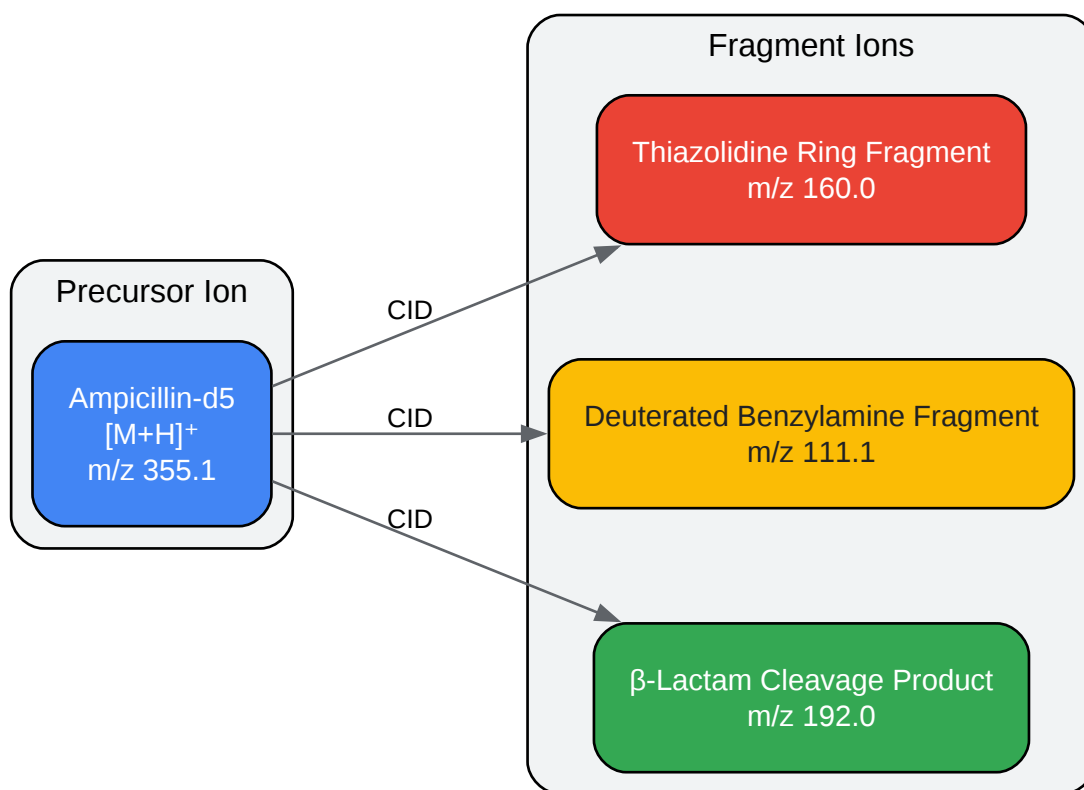 Precursor Ion
Ampicillin-d5
[M+H]⁺
m/z 355.1
CID
CID
CID
Fragment Ions
Thiazolidine Ring Fragment
m/z 160.0
Deuterated Benzylamine Fragment
m/z 111.1
β-Lactam Cleavage Product
m/z 192.0